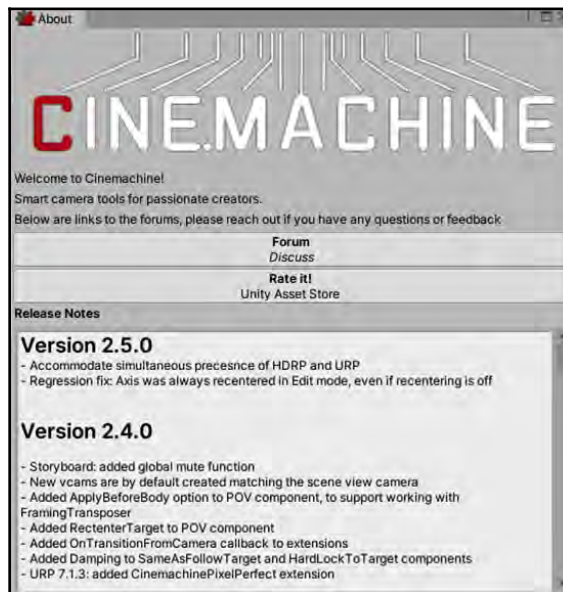 About
CINEMACHINE
Welcome to Cinemachine!
Smart camera tools for passionate creators.
Below are links to the forums, please reach out if you have any questions or feedback
Forum
Discuss
Rate it!
Unity Asset Store
Release Notes
Version 2.5.0
- Accommodate simultaneous precesnce of HDRP and URP
- Regression fix: Axis was always recentered in Edit mode, even if recentering is off
Version 2.4.0
- Storyboard: added global mute function
- New vcams are by default created matching the scene view camera
- Added ApplyBeforeBody option to POV component, to support working with
FramingTransposer
- Added RectenterTarget to POV component
- Added OnTransitionFromCamera callback to extensions
- Added Damping to SameAsFollowTarget and HardLockToTarget components
- URP 7.1.3: added CinemachinePixelPerfect extension